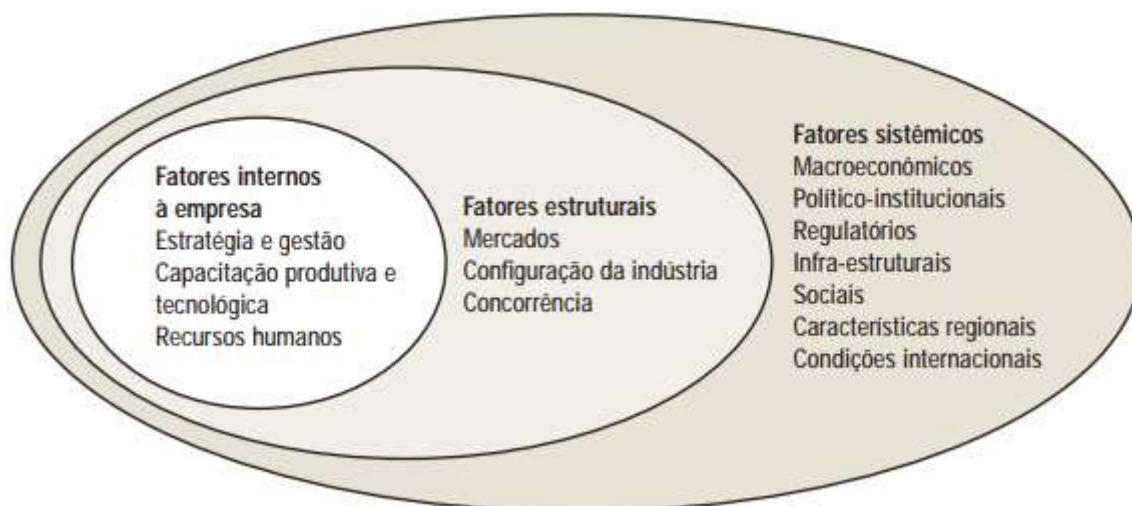 Fatores internos
à empresa
Estratégia e gestão
Capacitação produtiva e
tecnológica
Recursos humanos
Fatores estruturais
Mercados
Configuração da indústria
Concorrência
Fatores sistêmicos
Macroeconômicos
Político-institucionais
Regulatórios
Infra-estruturais
Sociais
Características regionais
Condições internacionais